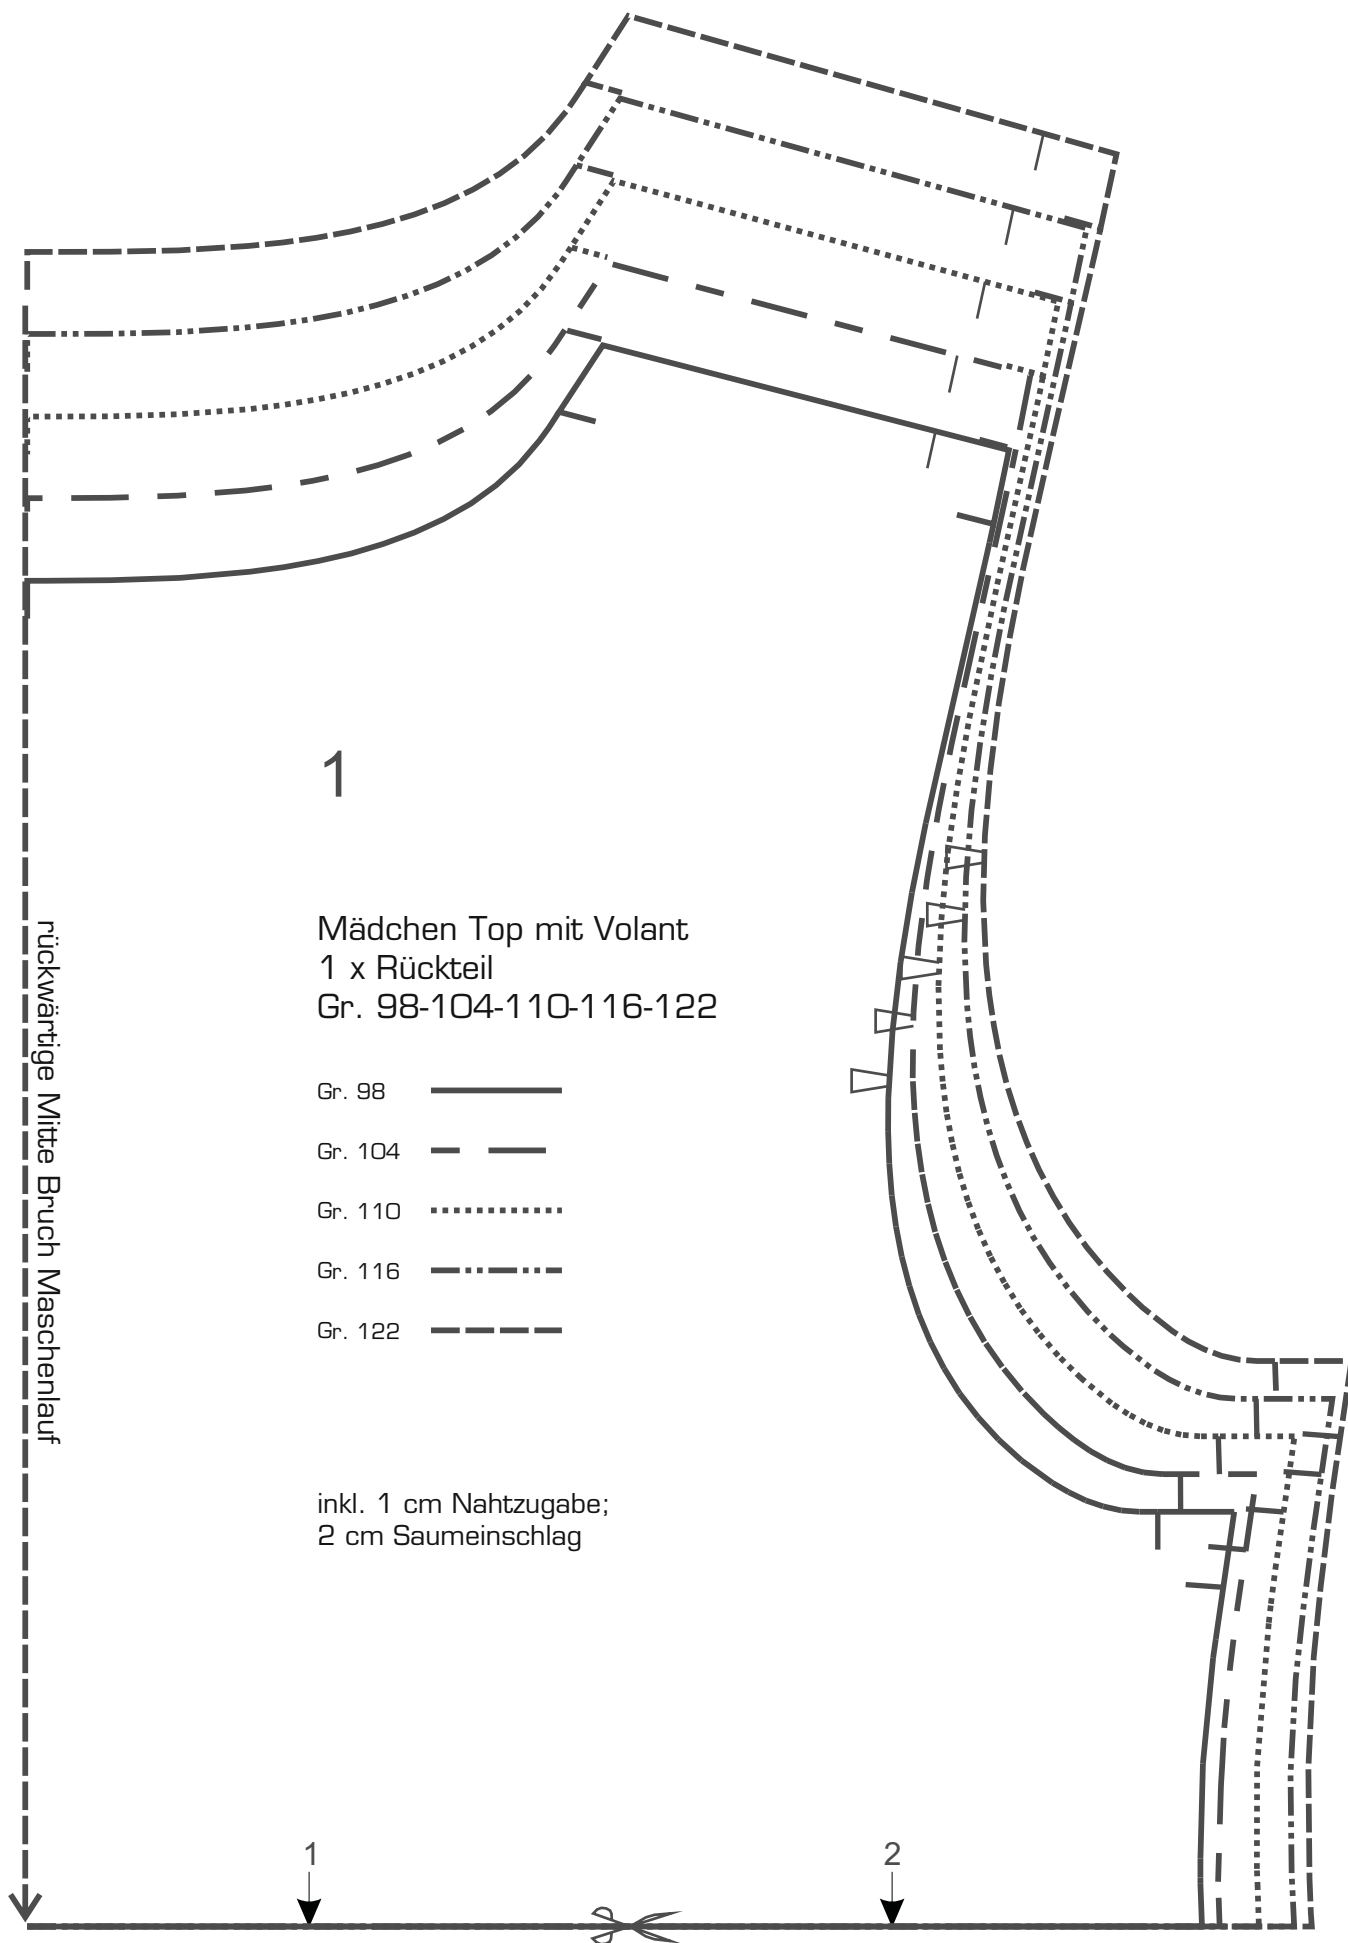 1
Mädchen Top mit Volant
1 x Rückteil
Gr. 98-104-110-116-122
Gr. 98
Gr. 104
Gr. 110
Gr. 116
Gr. 122
inkl. 1 cm Nahtzugabe;
2 cm Saumeinschlag
rückwärtige Mitte Bruch Maschenlauf
1
2